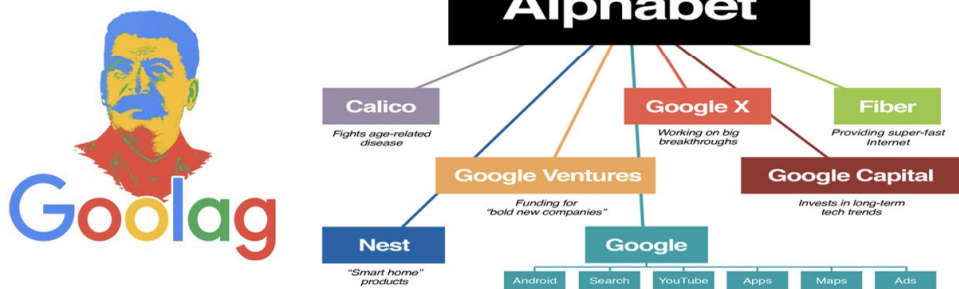 Goolag
Alphabet
Calico
Fights age-related
disease
Google X
Working on big
breakthroughs
Fiber
Providing super-fast
Internet
Google Ventures
Funding for
“bold new companies”
Google Capital
Invests in long-term
tech trends
Nest
“Smart home”
products
Google
Android
Search
YouTube
Apps
Maps
Ads